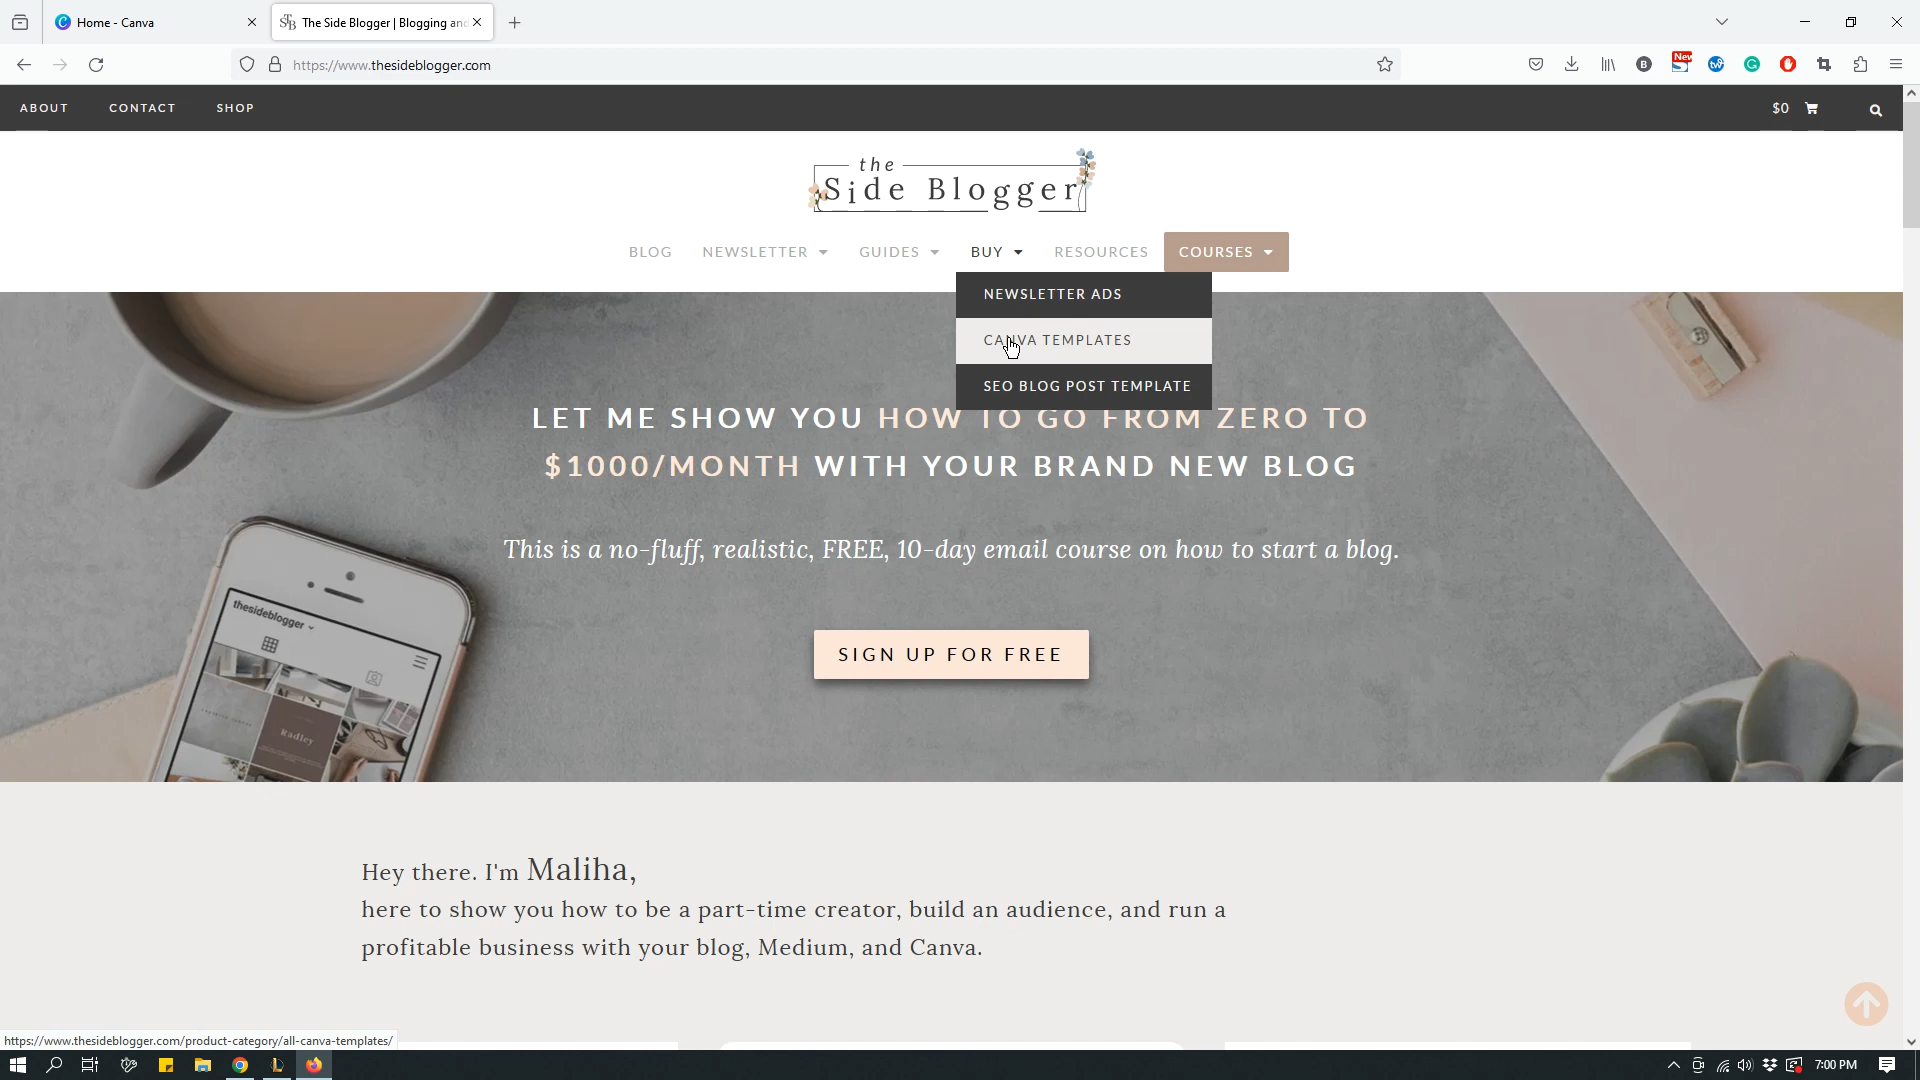 Home - Canva
The Side Blogger | Blogging an
https://www.thesideblogger.com
New
B
ABOUT
CONTACT
SHOP
$0
the
Side Blogger
BLOG
NEWSLETTER
GUIDES
BUY
RESOURCES
COURSES
NEWSLETTER ADS
CANVA TEMPLATES
SEO BLOG POST TEMPLATE
LET ME SHOW YOU HOW TO GO FROM ZERO TO
$1000/MONTH WITH YOUR BRAND NEW BLOG
This is a no-fluff, realistic, FREE, 10-day email course on how to start a blog.
SIGN UP FOR FREE
thesideblogger
Radley
Hey there. I'm Maliha,
here to show you how to be a part-time creator, build an audience, and run a
profitable business with your blog, Medium, and Canva.
https://www.thesideblogger.com/product-category/all-canva-templates/
7:00 PM